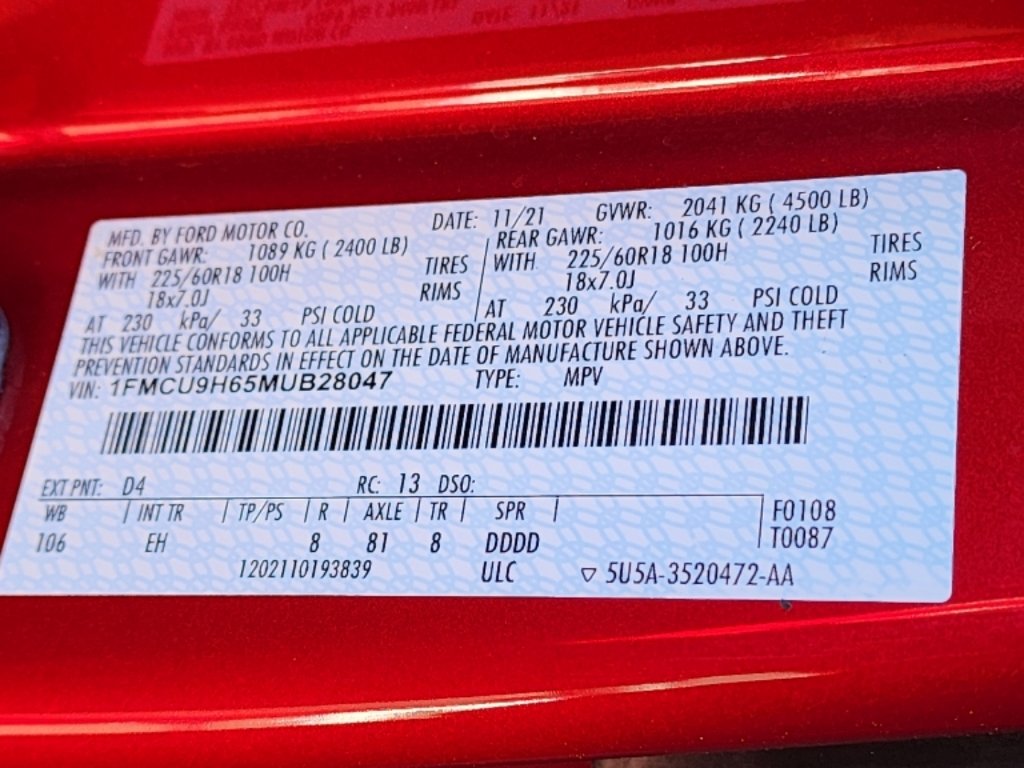 MFD. BY FORD MOTOR CO. DATE: 11/21 GVWR: 2041 KG ( 4500 LB)
FRONT GAWR: 1089 KG ( 2400 LB) REAR GAWR: 1016 KG ( 2240 LB)
WITH 225/60R18 100H TIRES WITH 225/60R18 100H TIRES
18x7.0J RIMS 18x7.0J RIMS
AT 230 kPa/ 33 PSI COLD AT 230 kPa/ 33 PSI COLD
THIS VEHICLE CONFORMS TO ALL APPLICABLE FEDERAL MOTOR VEHICLE SAFETY AND THEFT
PREVENTION STANDARDS IN EFFECT ON THE DATE OF MANUFACTURE SHOWN ABOVE.
VIN: 1FMCU9H65MUB28047 TYPE: MPV
EXT PNT: D4 RC: 13 DSO:
WB INT TR TP/PS R AXLE TR SPR F0108
106 EH 8 81 8 DDDD T0087
1202110193839 ULC ▽ 5U5A-3520472-AA